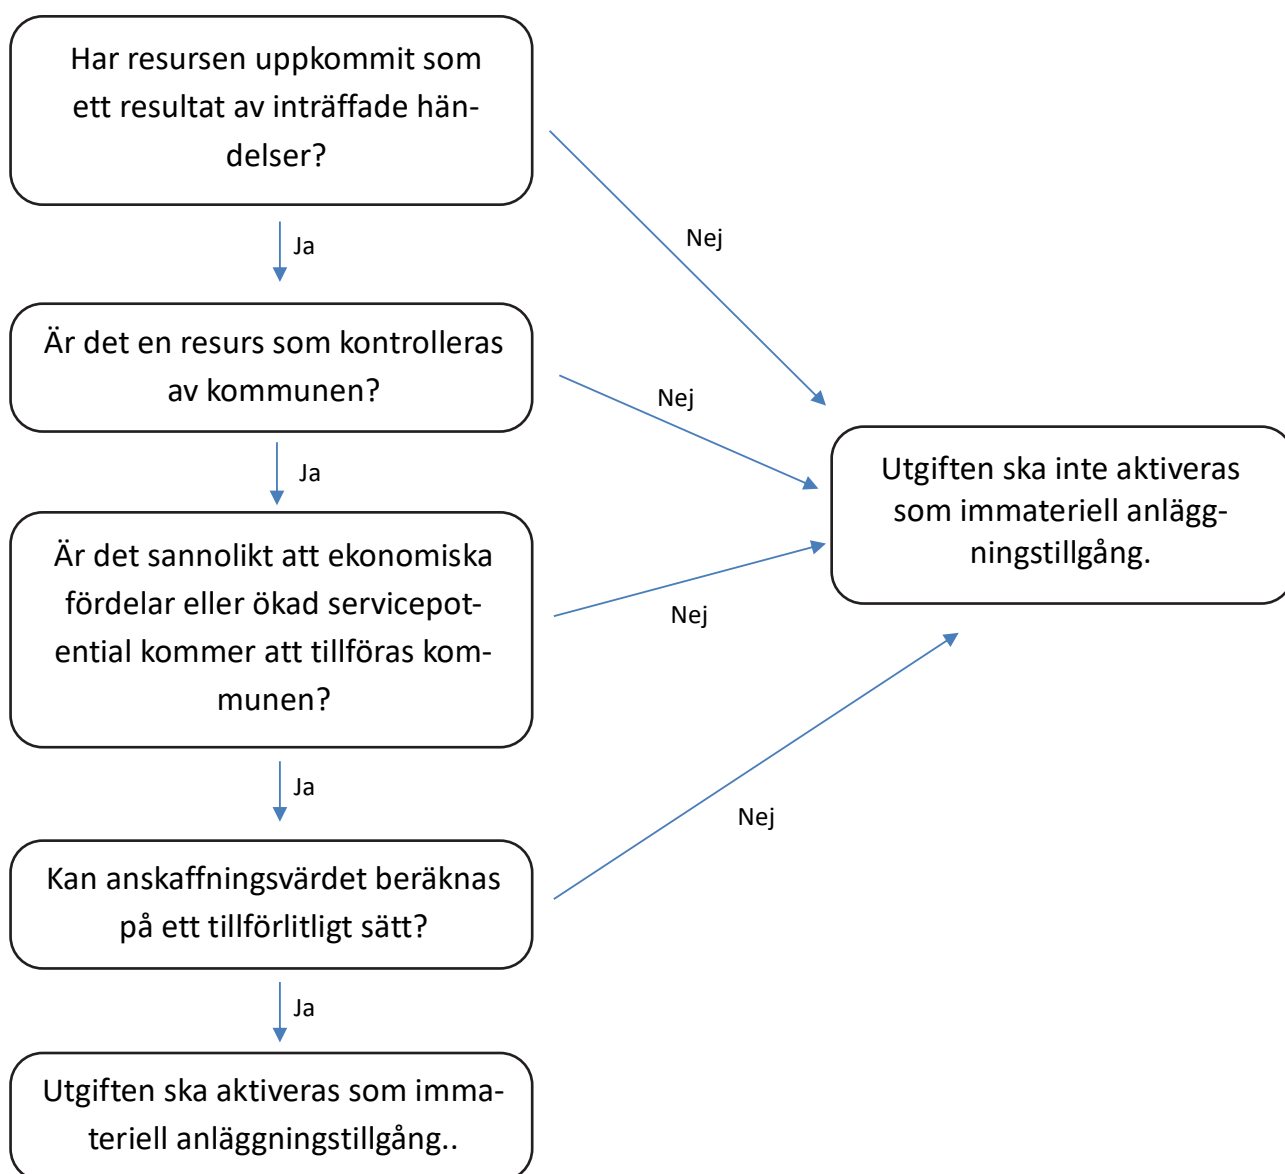 Har resursen uppkommit som
ett resultat av inträffade hän-
delser?
Nej
Ja
Är det en resurs som kontrolleras
av kommunen?
Nej
Ja
Utgiften ska inte aktiveras
som immateriell anlägg-
ningstillgång.
Är det sannolikt att ekonomiska
fördelar eller ökad servicepot-
ential kommer att tillföras kom-
munen?
Nej
Ja
Nej
Kan anskaffningsvärdet beräknas
på ett tillförlitligt sätt?
Ja
Utgiften ska aktiveras som imma-
teriell anläggningstillgång..